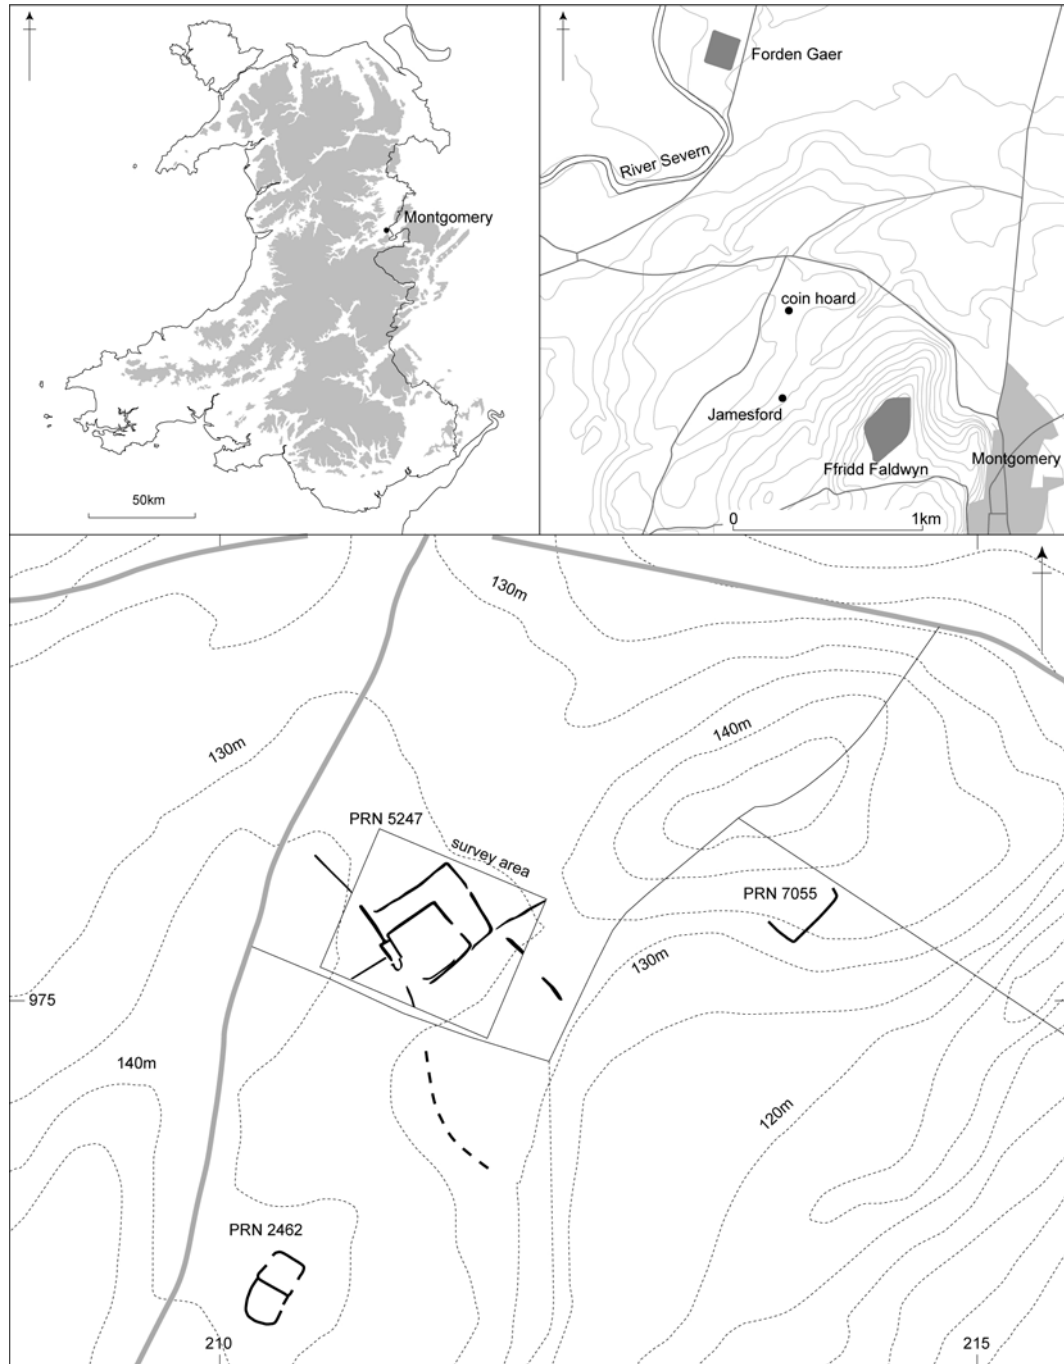 Montgomery
50km
Forden Gaer
River Severn
coin hoard
Jamesford
Ffridd Faldwyn
Montgomery
0
1km
130m
130m
140m
PRN 5247
survey area
PRN 7055
130m
975
140m
120m
PRN 2462
210
215